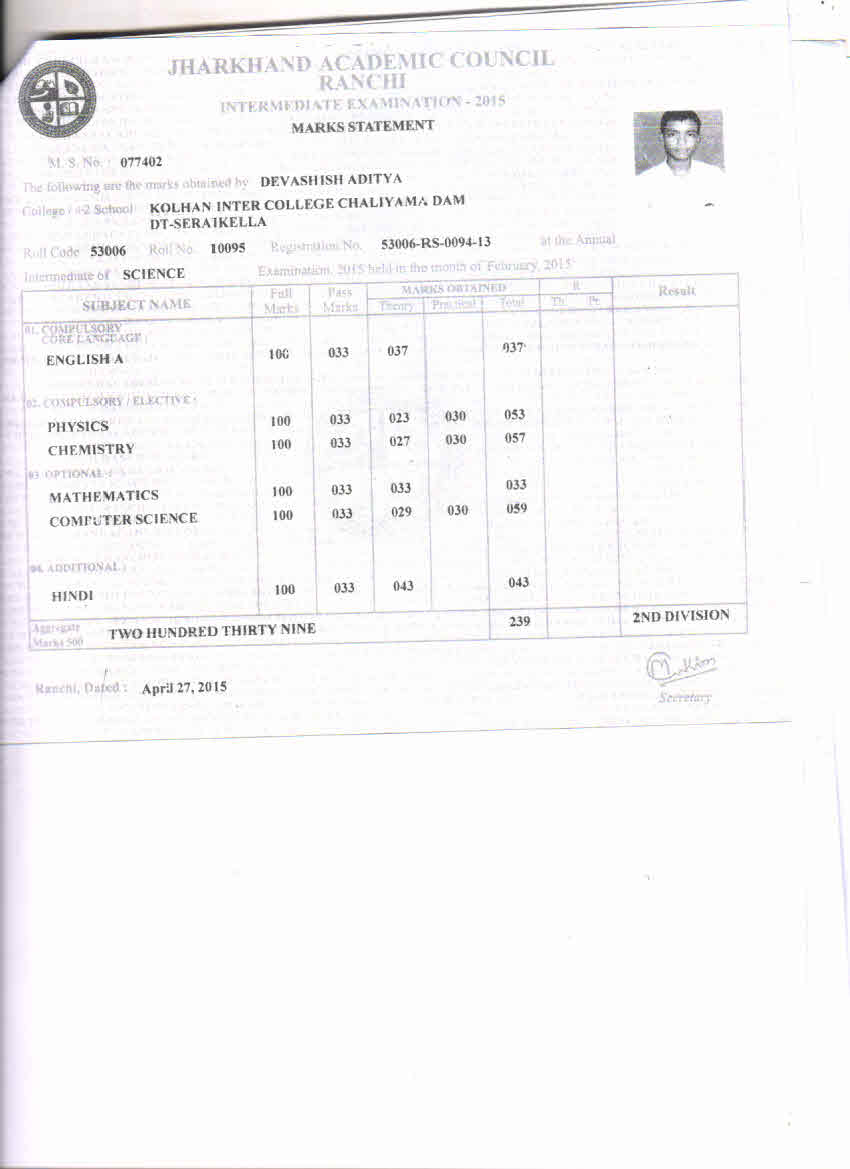 JHARKHAND ACADEMIC COUNCIL
RANCHI
INTERMEDIATE EXAMINATION - 2015
MARKS STATEMENT
M. S. No. : 077402
The following are the marks obtained by DEVASHISH ADITYA
College / +2 School KOLHAN INTER COLLEGE CHALIYAMA DAM
DT-SERAIKELLA
Roll Code 53006 Roll No. 10095 Registration No. 53006-RS-0094-13 at the Annual
Intermediate of SCIENCE Examination, 2015 held in the month of February, 2015
SUBJECT NAME Full Marks Pass Marks MARKS OBTAINED R Result
Theory Practical Total Th. Pr.
01. COMPULSORY
CORE LANGUAGE :
ENGLISH A 100 033 037 037
02. COMPULSORY / ELECTIVE :
PHYSICS 100 033 023 030 053
CHEMISTRY 100 033 027 030 057
03. OPTIONAL :
MATHEMATICS 100 033 033 033
COMPUTER SCIENCE 100 033 029 030 059
04. ADDITIONAL :
HINDI 100 033 043 043
Aggregate Marks 500 TWO HUNDRED THIRTY NINE 239 2ND DIVISION
Ranchi, Dated : April 27, 2015
Secretary